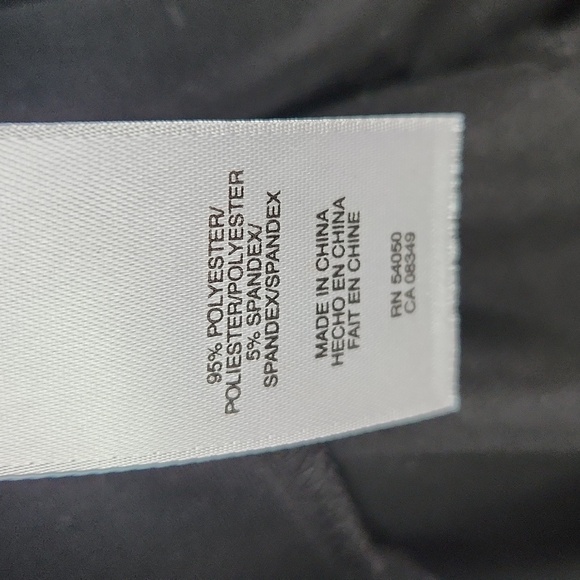 95% POLYESTER/
POLIESTER/POLYESTER
5% SPANDEX/
SPANDEX/SPANDEX
MADE IN CHINA
HECHO EN CHINA
FAIT EN CHINE
RN 54050
CA 08349